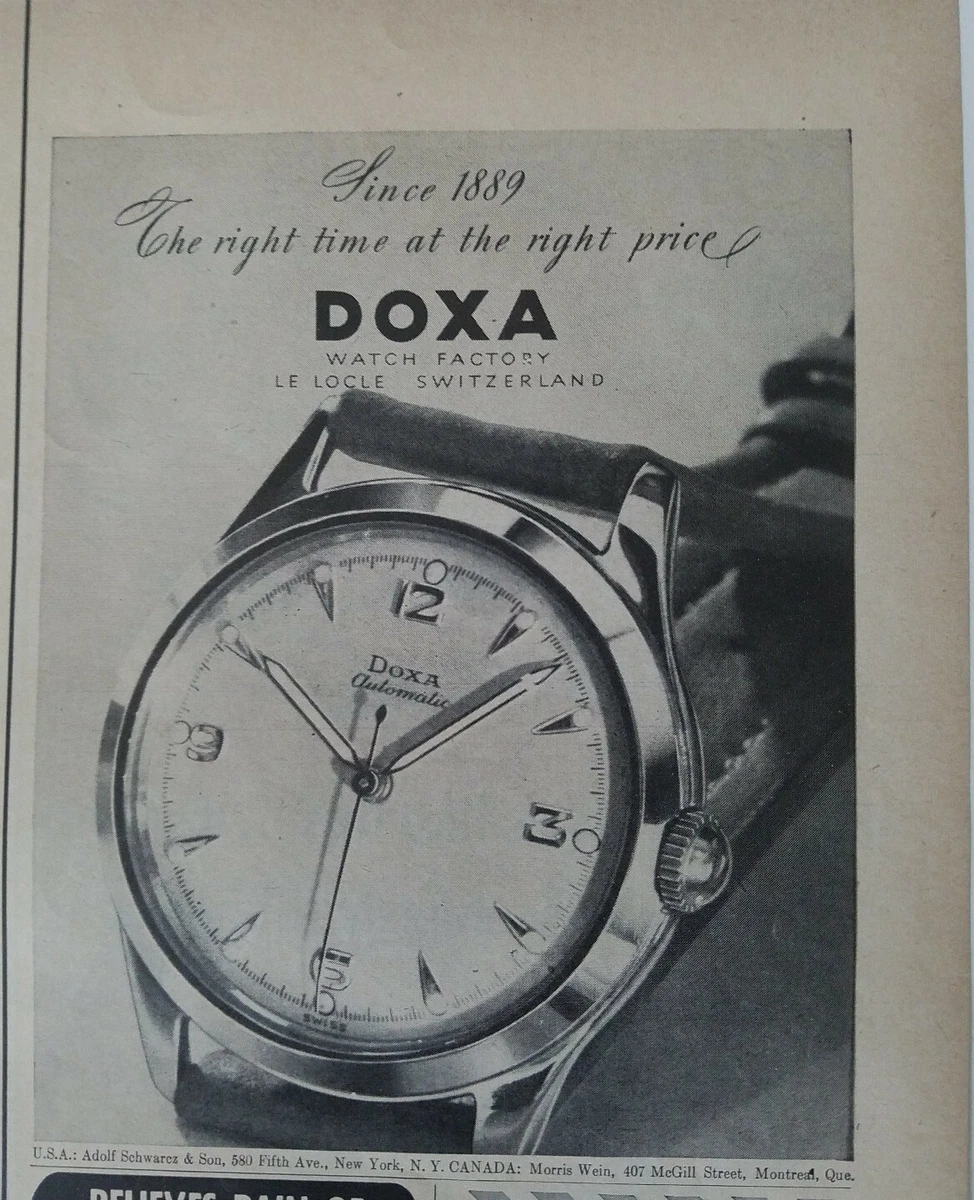 Since 1889
The right time at the right price
DOXA
WATCH FACTORY
LE LOCLE SWITZERLAND
12
DOXA
Automatic
9
3
6
SWISS
U.S.A.: Adolf Schwarcz & Son, 580 Fifth Ave., New York, N. Y. CANADA: Morris Wein, 407 McGill Street, Montreal, Que.
RELIEVES PAIN OF